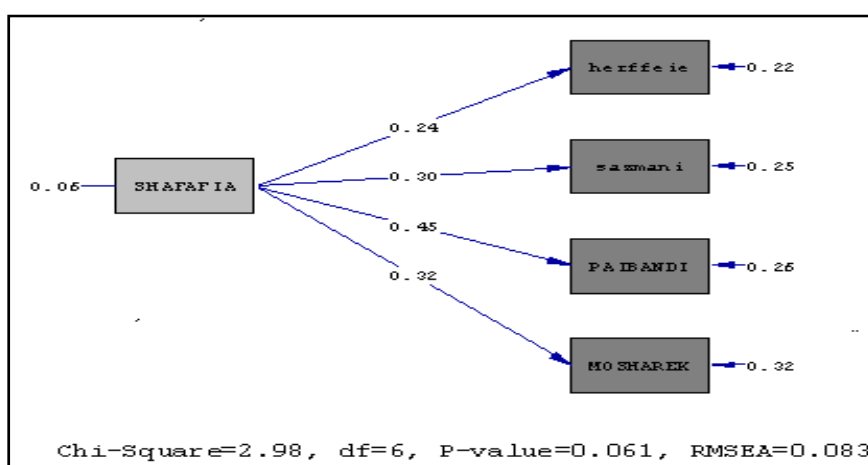 herffeie
0.22
0.24
sazmani
0.25
0.30
0.06
SHAFAFIA
0.45
PAIBANDI
0.26
0.32
MOSHAREK
0.32
Chi-Square=2.98, df=6, P-value=0.061, RMSEA=0.083